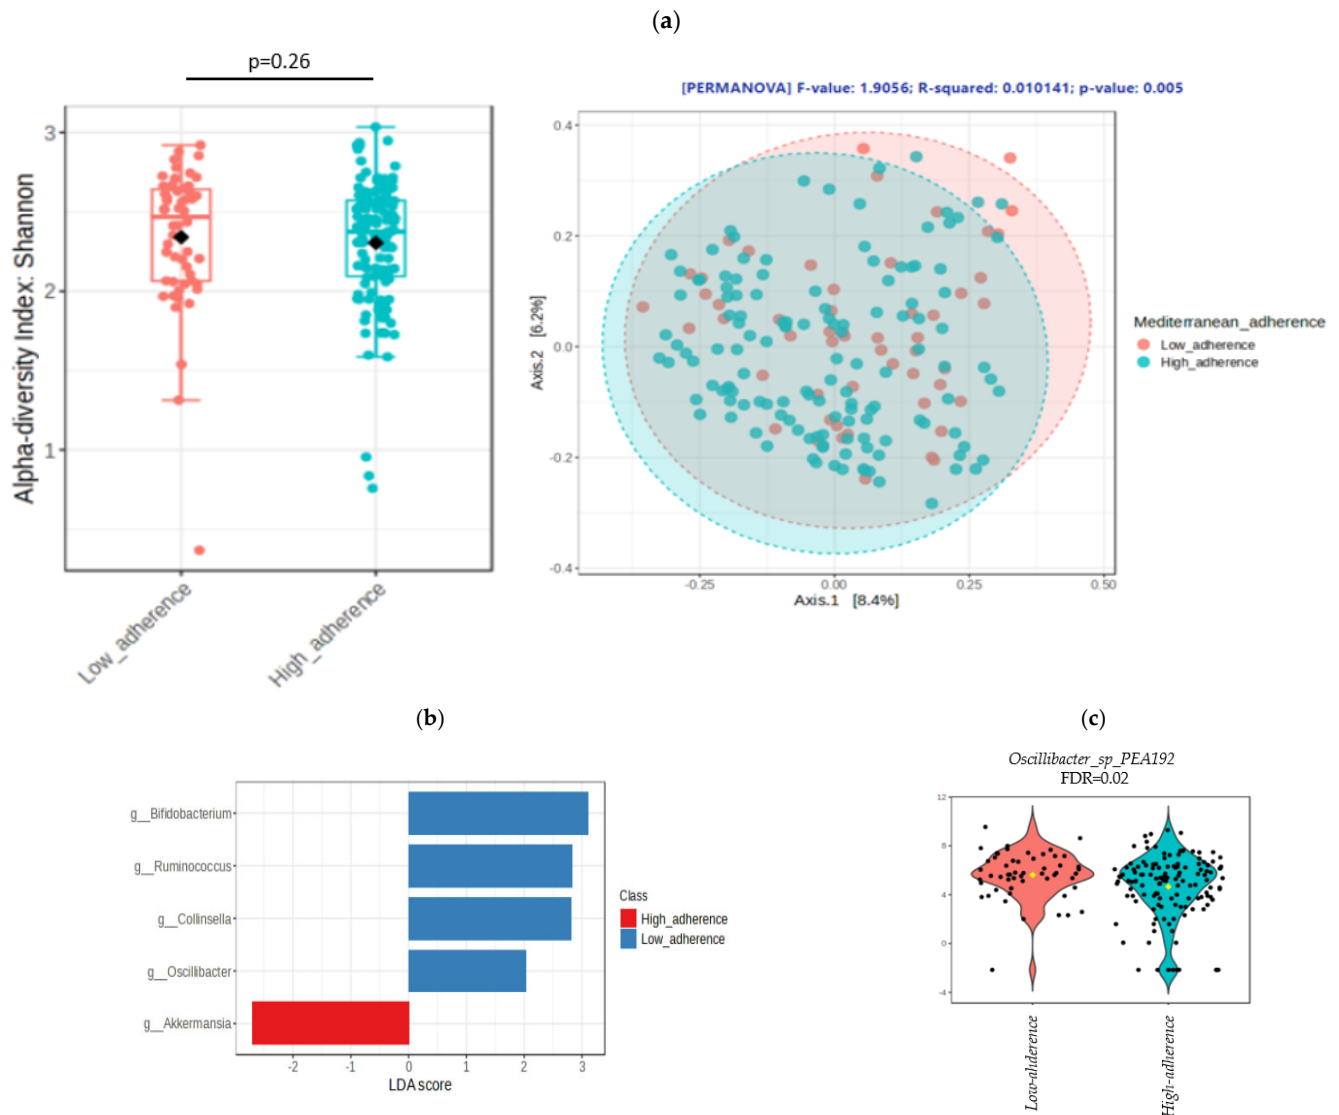 (a)
p=0.26
[PERMANOVA] F-value: 1.9056; R-squared: 0.010141; p-value: 0.005
Alpha-diversity Index: Shannon
3
2
1
Low_adherence
High_adherence
Axis.2 [6.2%]
0.4
0.2
0.0
-0.2
-0.4
-0.25
0.00
0.25
0.50
Axis.1 [8.4%]
Mediterranean_adherence
Low_adherence
High_adherence
(b)
g__Bifidobacterium
g__Ruminococcus
g__Collinsella
g__Oscillibacter
g__Akkermansia
-2
-1
0
1
2
3
LDA score
Class
High_adherence
Low_adherence
(c)
Oscillibacter_sp_PEA192
FDR=0.02
12
8
4
0
-4
Low-ahderence
High-adherence